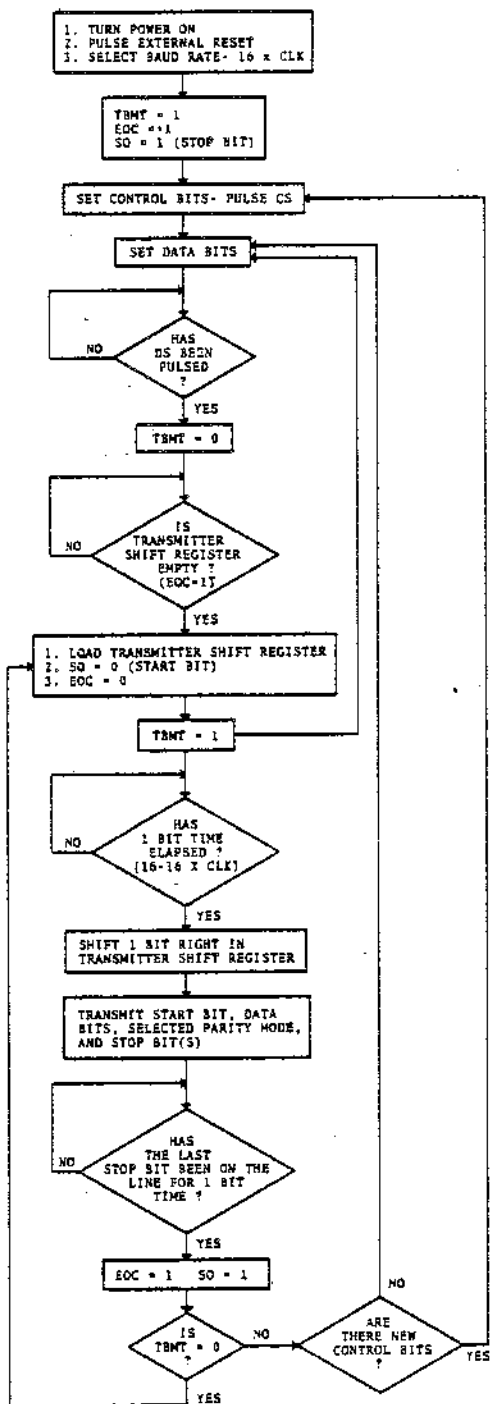 1. TURN POWER ON
2. PULSE EXTERNAL RESET
3. SELECT BAUD RATE- 16 x CLK
TBMT = 1
EOC = 1
SO = 1 (STOP BIT)
SET CONTROL BITS- PULSE CS
SET DATA BITS
HAS
DS BEEN
PULSED
?
NO
YES
TBMT = 0
IS
TRANSMITTER
SHIFT REGISTER
EMPTY ?
(EOC=1)
NO
YES
1. LOAD TRANSMITTER SHIFT REGISTER
2. SO = 0 (START BIT)
3. EOC = 0
TBMT = 1
HAS
1 BIT TIME
ELAPSED ?
(16-16 X CLK)
NO
YES
SHIFT 1 BIT RIGHT IN
TRANSMITTER SHIFT REGISTER
TRANSMIT START BIT, DATA
BITS, SELECTED PARITY MODE,
AND STOP BIT(S)
HAS
THE LAST
STOP BIT BEEN ON THE
LINE FOR 1 BIT
TIME ?
NO
YES
EOC = 1 SO = 1
IS
TBMT = 0
?
NO
YES
ARE
THERE NEW
CONTROL BITS
?
NO
YES